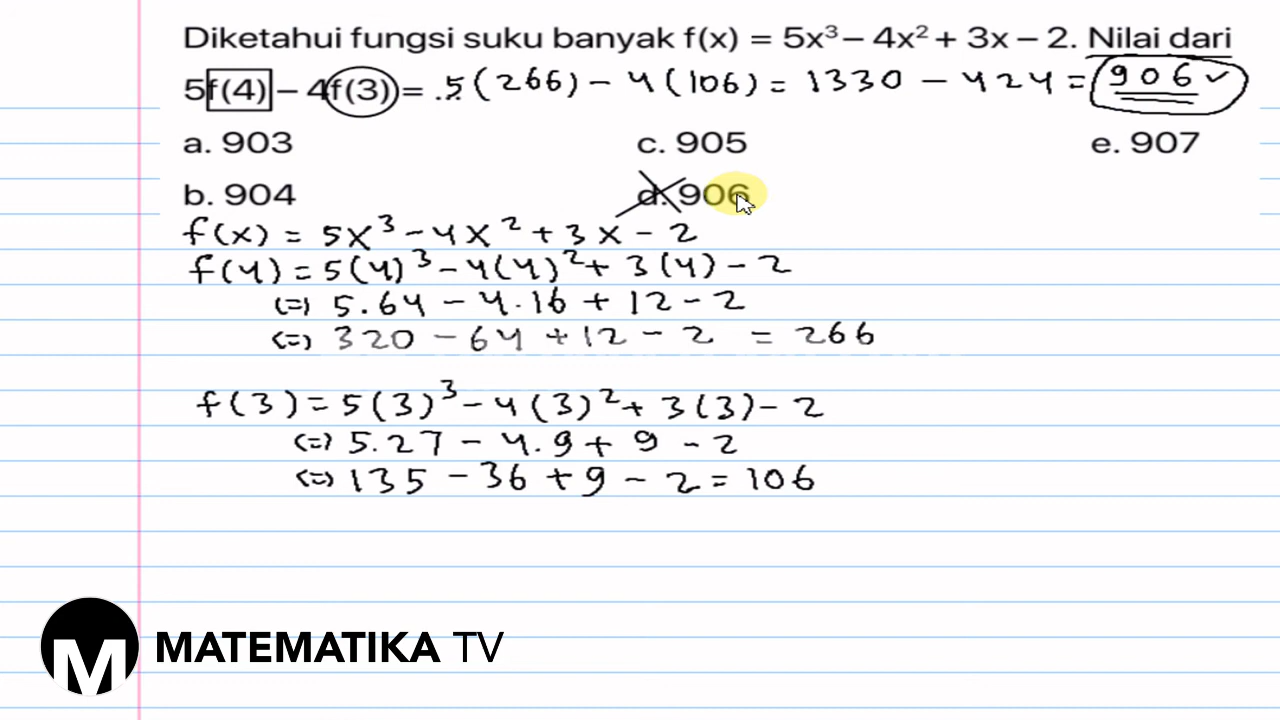 Diketahui fungsi suku banyak f(x) = 5x³ – 4x² + 3x – 2. Nilai dari
5f(4) – 4f(3) = ... 5(266) - 4(106) = 1330 - 424 = 906 ✓
a. 903 c. 905 e. 907
b. 904 d. 906
f(x) = 5x³ - 4x² + 3x - 2
f(4) = 5(4)³ - 4(4)² + 3(4) - 2
(=) 5.64 - 4.16 + 12 - 2
(=) 320 - 64 + 12 - 2 = 266
f(3) = 5(3)³ - 4(3)² + 3(3) - 2
(=) 5.27 - 4.9 + 9 - 2
(=) 135 - 36 + 9 - 2 = 106
M MATEMATIKA TV